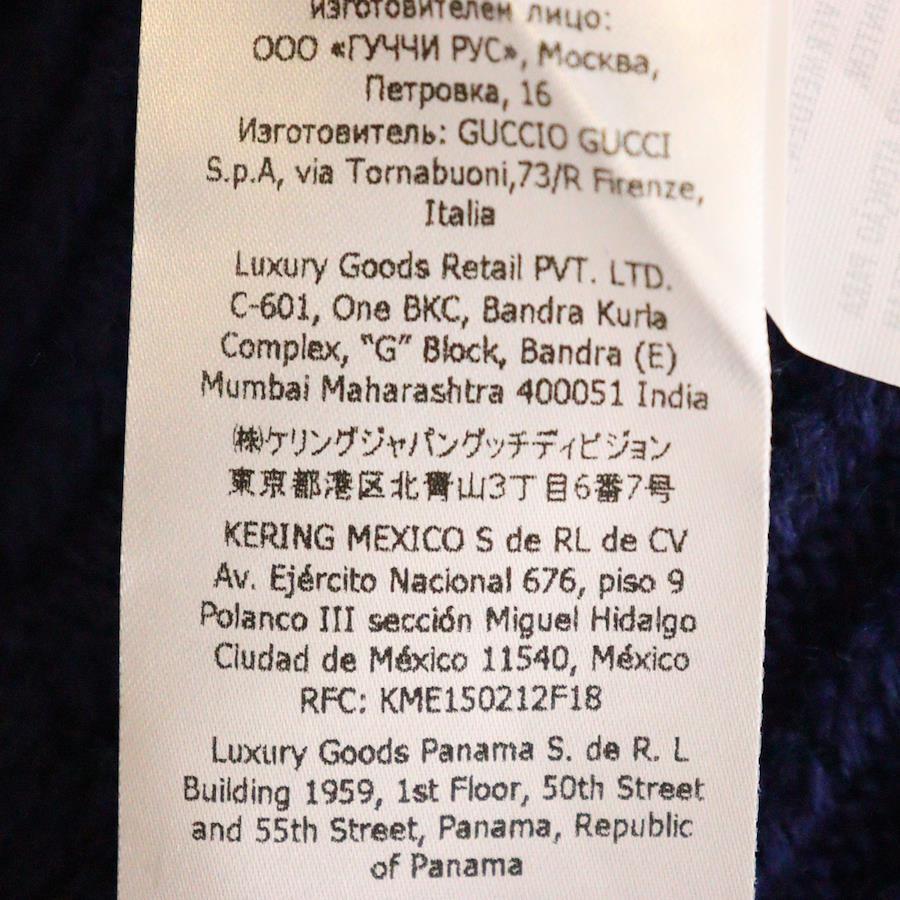 изготовителем лицо:
ООО «ГУЧЧИ РУС», Москва,
Петровка, 16
Изготовитель: GUCCIO GUCCI
S.p.A, via Tornabuoni,73/R Firenze,
Italia
Luxury Goods Retail PVT. LTD.
C-601, One BKC, Bandra Kurla
Complex, "G" Block, Bandra (E)
Mumbai Maharashtra 400051 India
㈱ケリングジャパングッチディビジョン
東京都港区北青山3丁目6番7号
KERING MEXICO S de RL de CV
Av. Ejército Nacional 676, piso 9
Polanco III sección Miguel Hidalgo
Ciudad de México 11540, México
RFC: KME150212F18
Luxury Goods Panama S. de R. L
Building 1959, 1st Floor, 50th Street
and 55th Street, Panama, Republic
of Panama